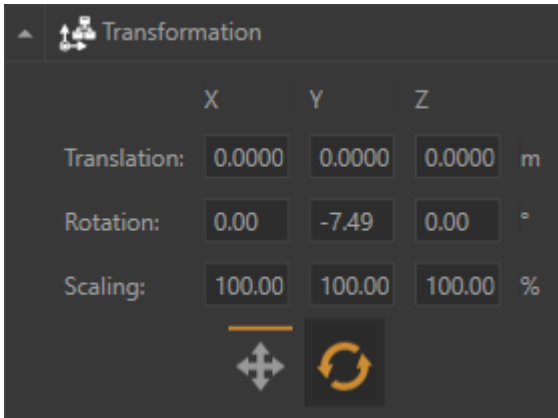 Transformation
X Y Z
Translation: 0.0000 0.0000 0.0000 m
Rotation: 0.00 -7.49 0.00 °
Scaling: 100.00 100.00 100.00 %